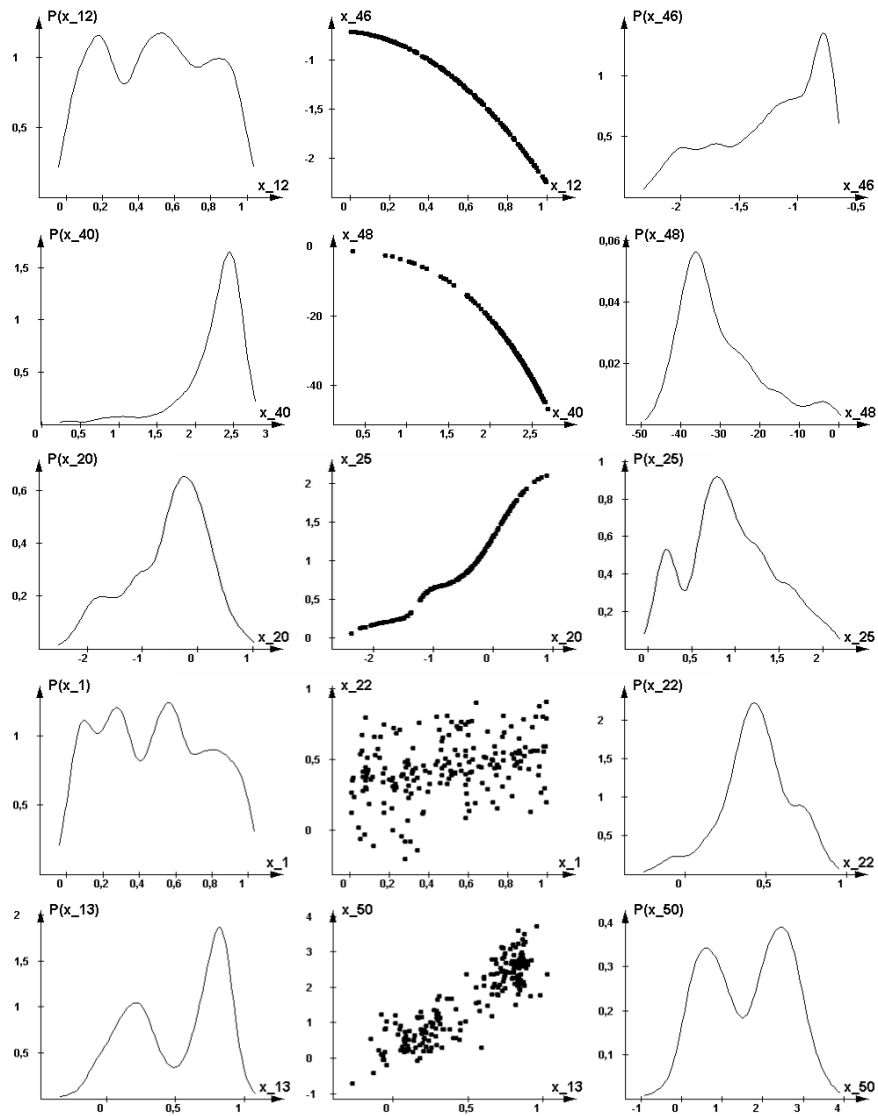 P(x_12)
1
0,5
x_12
0 0,2 0,4 0,6 0,8 1
x_46
-1
-2
x_12
0 0,2 0,4 0,6 0,8 1
P(x_46)
1
0,5
x_46
-2 -1,5 -1 -0,5
P(x_40)
1,5
1
0,5
x_40
0 0,5 1 1,5 2 2,5 3
x_48
0
-20
-40
x_40
0,5 1 1,5 2 2,5
P(x_48)
0,06
0,04
0,02
x_48
-50 -40 -30 -20 -10 0
P(x_20)
0,6
0,4
0,2
x_20
-2 -1 0 1
x_25
2
1,5
1
0,5
0
x_20
-2 -1 0 1
P(x_25)
1
0,8
0,6
0,4
0,2
x_25
0 0,5 1 1,5 2
P(x_1)
1
0,5
x_1
0 0,2 0,4 0,6 0,8 1
x_22
1
0,5
0
x_1
0 0,2 0,4 0,6 0,8 1
P(x_22)
2
1,5
1
0,5
x_22
0 0,5 1
P(x_13)
2
1,5
1
0,5
x_13
0 0,5 1
x_50
4
3
2
1
0
-1
x_13
0 0,5 1
P(x_50)
0,4
0,3
0,2
0,1
x_50
-1 0 1 2 3 4